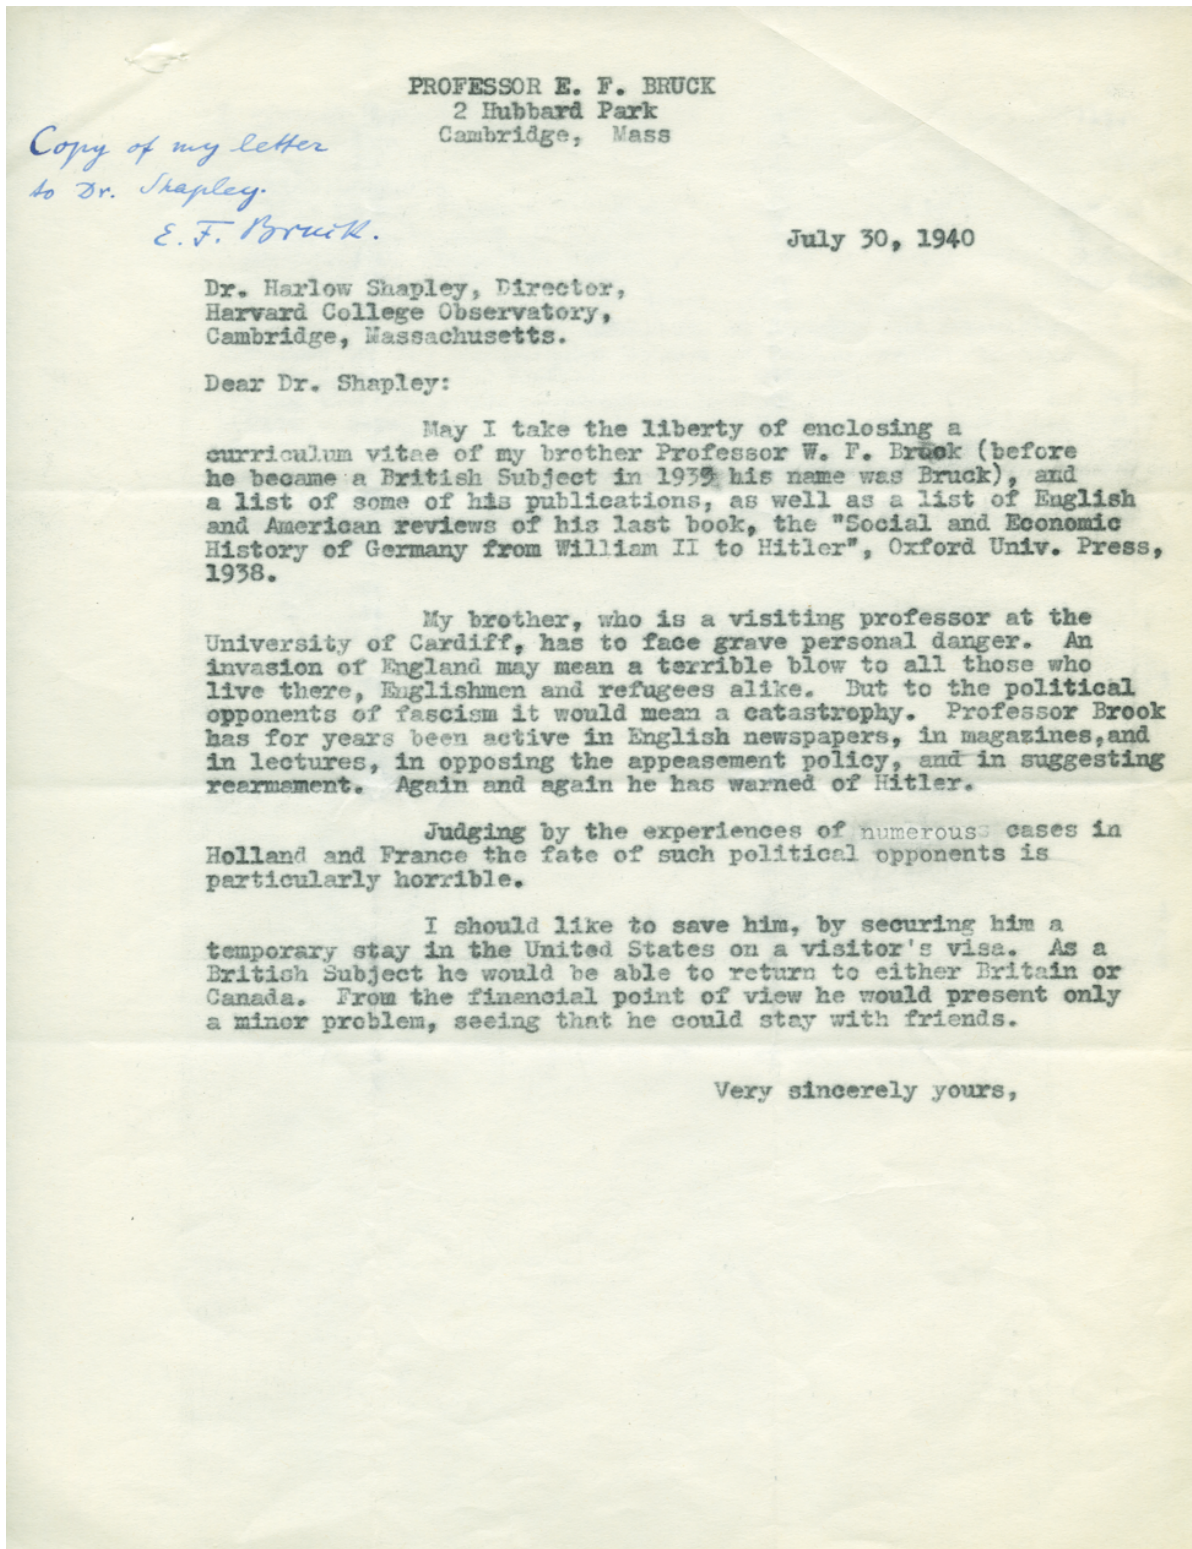 PROFESSOR E. F. BRUCK
2 Hubbard Park
Cambridge, Mass
Copy of my letter
to Dr. Shapley.
E. F. Bruck.
July 30, 1940
Dr. Harlow Shapley, Director,
Harvard College Observatory,
Cambridge, Massachusetts.
Dear Dr. Shapley:
May I take the liberty of enclosing a
curriculum vitae of my brother Professor W. F. Brook (before
he became a British Subject in 1939 his name was Bruck), and
a list of some of his publications, as well as a list of English
and American reviews of his last book, the "Social and Economic
History of Germany from William II to Hitler", Oxford Univ. Press,
1938.
My brother, who is a visiting professor at the
University of Cardiff, has to face grave personal danger. An
invasion of England may mean a terrible blow to all those who
live there, Englishmen and refugees alike. But to the political
opponents of fascism it would mean a catastrophy. Professor Brook
has for years been active in English newspapers, in magazines,and
in lectures, in opposing the appeasement policy, and in suggesting
rearmament. Again and again he has warned of Hitler.
Judging by the experiences of numerous cases in
Holland and France the fate of such political opponents is
particularly horrible.
I should like to save him, by securing him a
temporary stay in the United States on a visitor's visa. As a
British Subject he would be able to return to either Britain or
Canada. From the financial point of view he would present only
a minor problem, seeing that he could stay with friends.
Very sincerely yours,